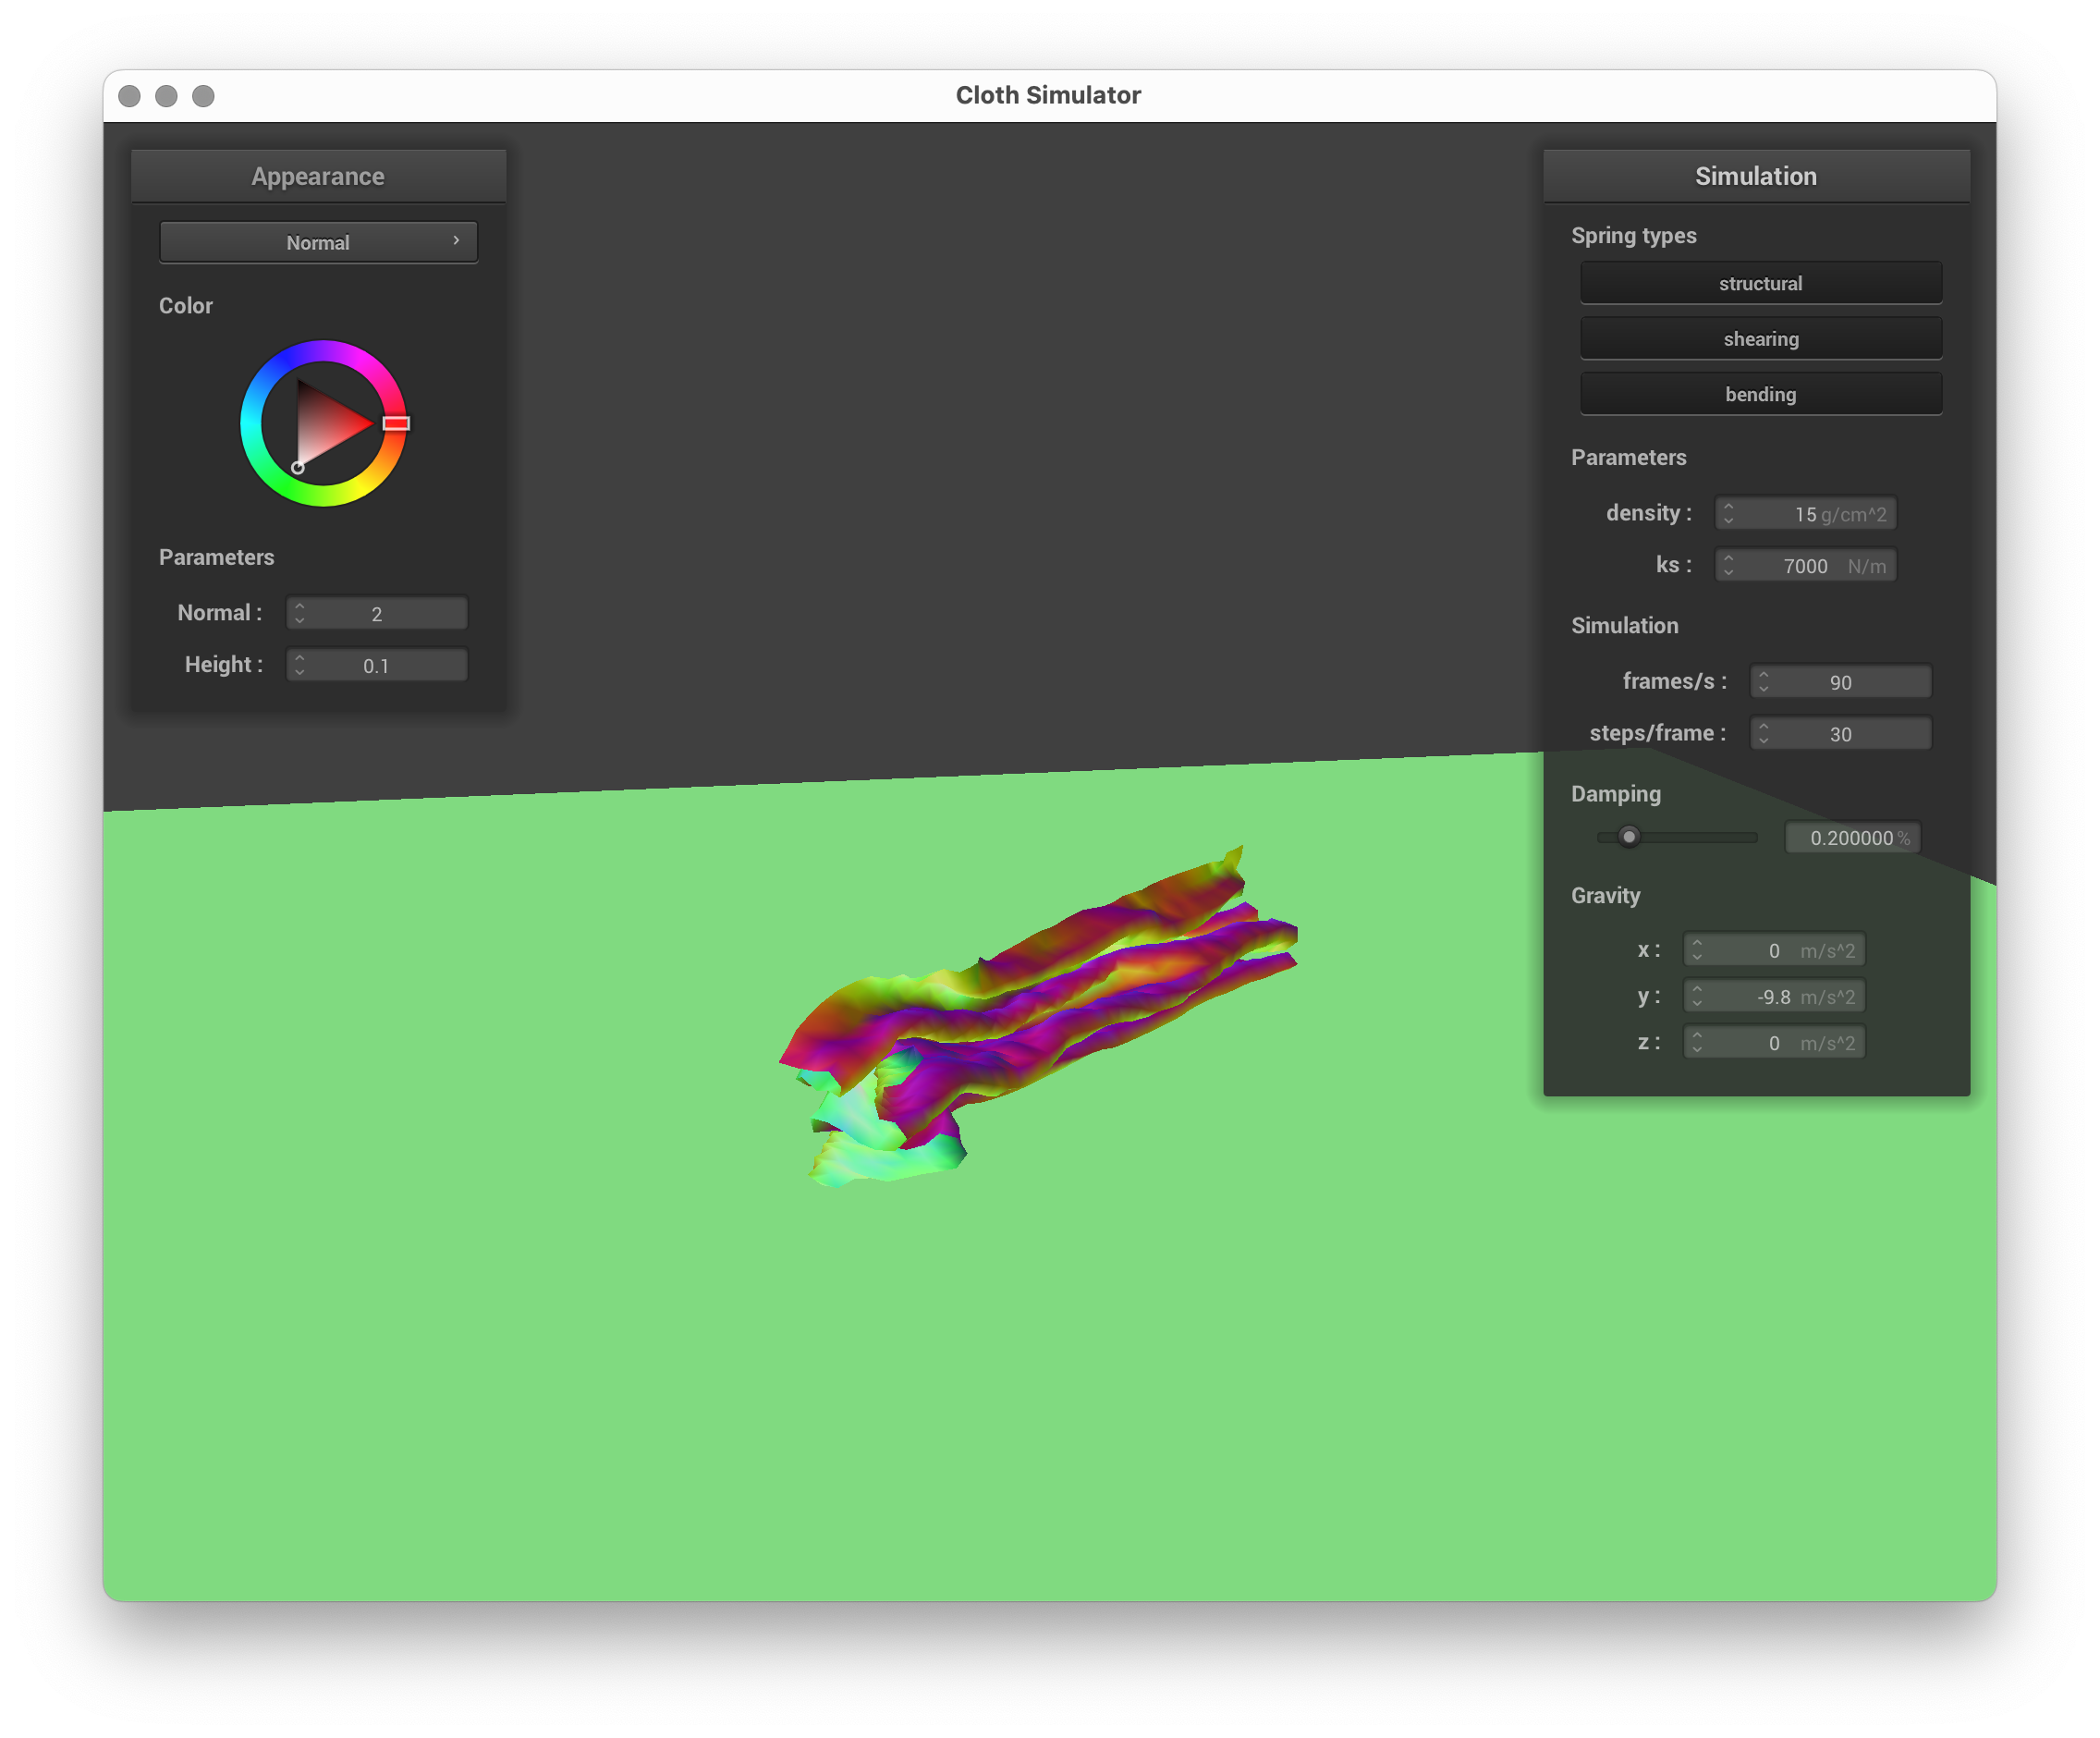 Cloth Simulator
Appearance
Normal
Color
Parameters
Normal : 2
Height : 0.1
Simulation
Spring types
structural
shearing
bending
Parameters
density : 15 g/cm^2
ks : 7000 N/m
Simulation
frames/s : 90
steps/frame : 30
Damping
0.200000 %
Gravity
x : 0 m/s^2
y : -9.8 m/s^2
z : 0 m/s^2